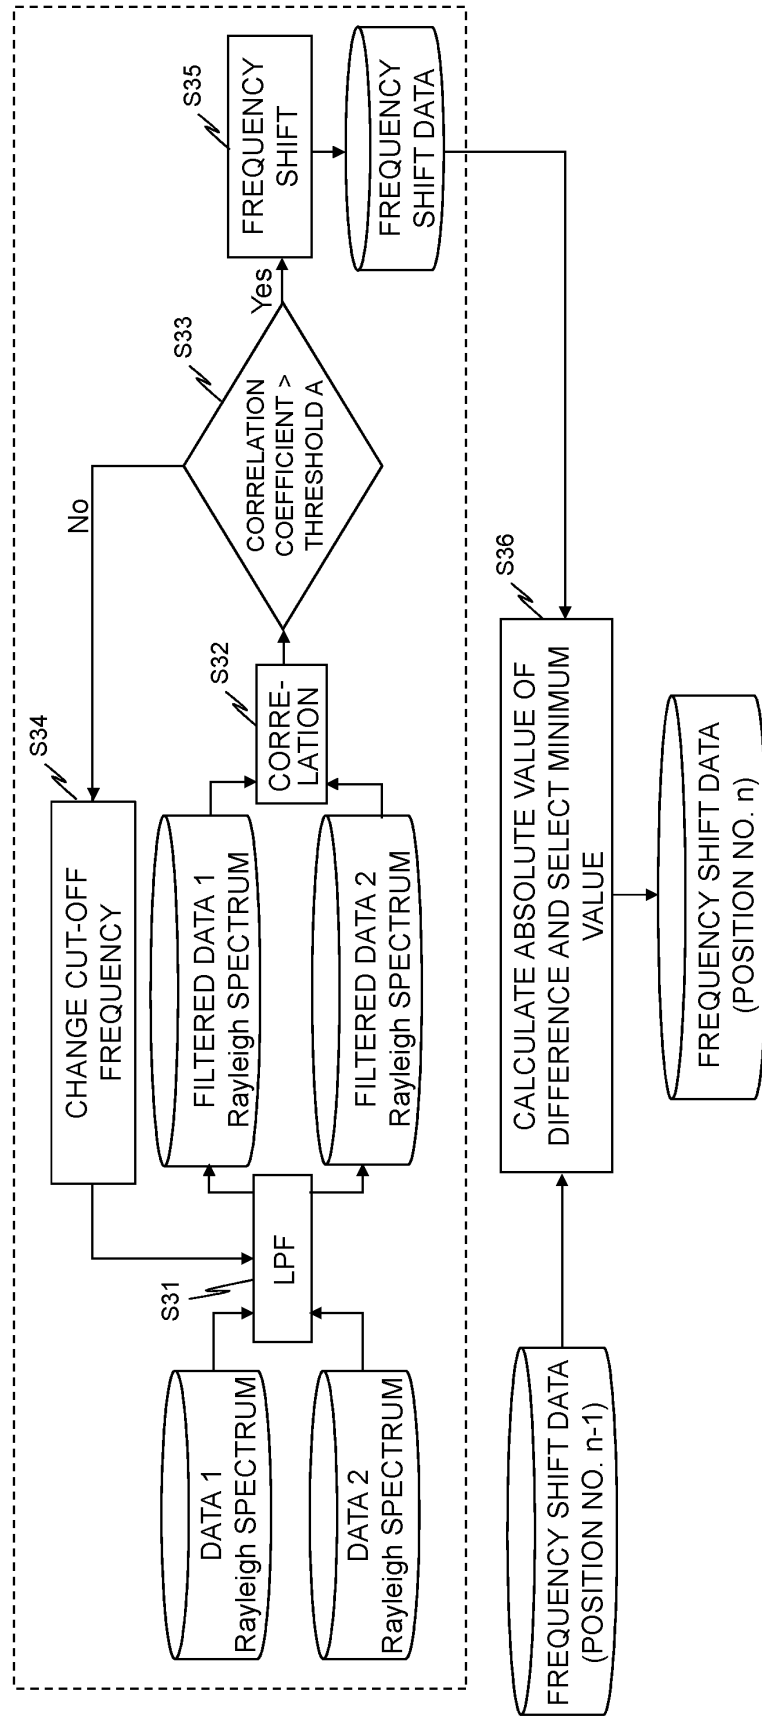 DATA 1
Rayleigh SPECTRUM
DATA 2
Rayleigh SPECTRUM
S31
LPF
S34
CHANGE CUT-OFF
FREQUENCY
FILTERED DATA 1
Rayleigh SPECTRUM
FILTERED DATA 2
Rayleigh SPECTRUM
S32
CORRE-
LATION
S33
CORRELATION
COEFFICIENT >
THRESHOLD A
No
Yes
S35
FREQUENCY
SHIFT
FREQUENCY
SHIFT DATA
FREQUENCY SHIFT DATA
(POSITION NO. n-1)
S36
CALCULATE ABSOLUTE VALUE OF
DIFFERENCE AND SELECT MINIMUM
VALUE
FREQUENCY SHIFT DATA
(POSITION NO. n)